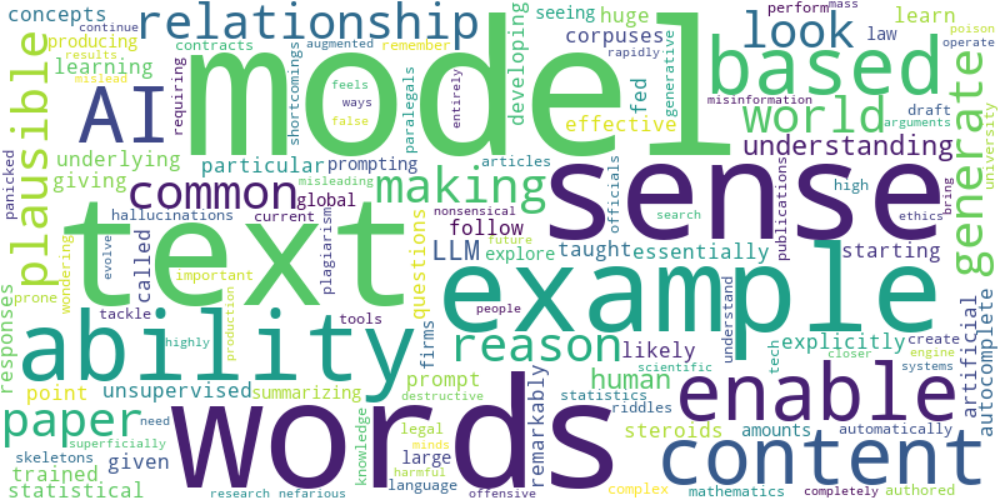 concepts
continue
producing
results
mislead
learning
plausible
AI
relationship
contracts
augmented
remember
requiring
shortcomings
feels
ways
false
paralegals
entirely
model
developing
seeing
huge
corpuses
rapidly
fed
generative
effective
misinformation
perform
mass
look
law
learn
poison
operate
based
world
draft
arguments
generate
university
understanding
underlying
giving
particular
prompting
articles
panicked
common
misleading
global
making
hallucinations
current
plagiarism
sense
officials
search
publications
high
ethics
bring
nonsensical
follow
future
LLM
explore
taught
essentially
starting
text
questions
wondering
evolve
called
important
prone
tackle
production
tools
example
people
understand
responses
ability
highly
firms
reason
likely
scientific
tech
explicitly
closer
create
engine
systems
artificial
autocomplete
point
unsupervised
summarizing
prompt
destructive
remarkably
human
statistics
riddles
enable
paper
need
superficially
skeletons
trained
given
statistical
words
knowledge
legal
minds
harmful
large
language
steroids
amounts
automatically
content
research
nefarious
offensive
complex
mathematics
completely
authored